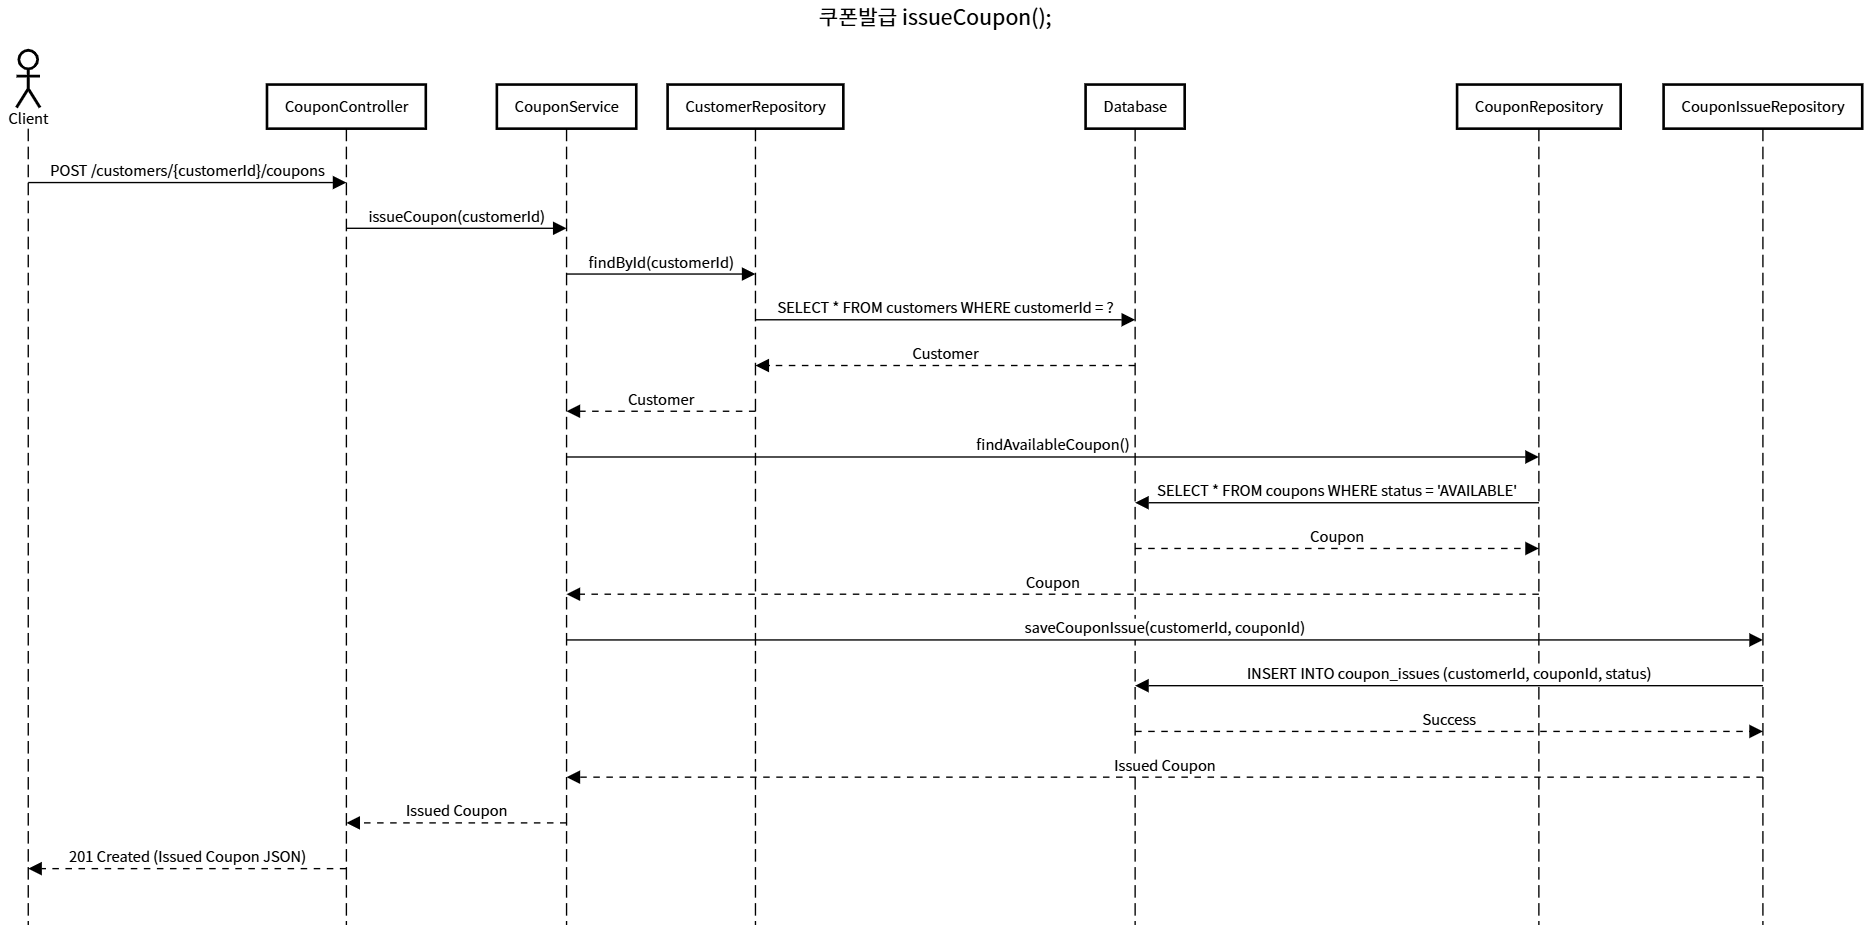 쿠폰발급 issueCoupon();
Client
CouponController
CouponService
CustomerRepository
Database
CouponRepository
CouponIssueRepository
POST /customers/{customerId}/coupons
issueCoupon(customerId)
findById(customerId)
SELECT * FROM customers WHERE customerId = ?
Customer
Customer
findAvailableCoupon()
SELECT * FROM coupons WHERE status = 'AVAILABLE'
Coupon
Coupon
saveCouponIssue(customerId, couponId)
INSERT INTO coupon_issues (customerId, couponId, status)
Success
Issued Coupon
Issued Coupon
201 Created (Issued Coupon JSON)